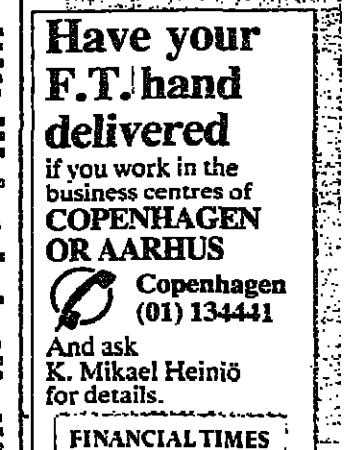 Have your
F.T. hand
delivered
if you work in the
business centres of
COPENHAGEN
OR AARHUS
Copenhagen
(01) 134441
And ask
K. Mikael Heiniö
for details.
FINANCIAL TIMES